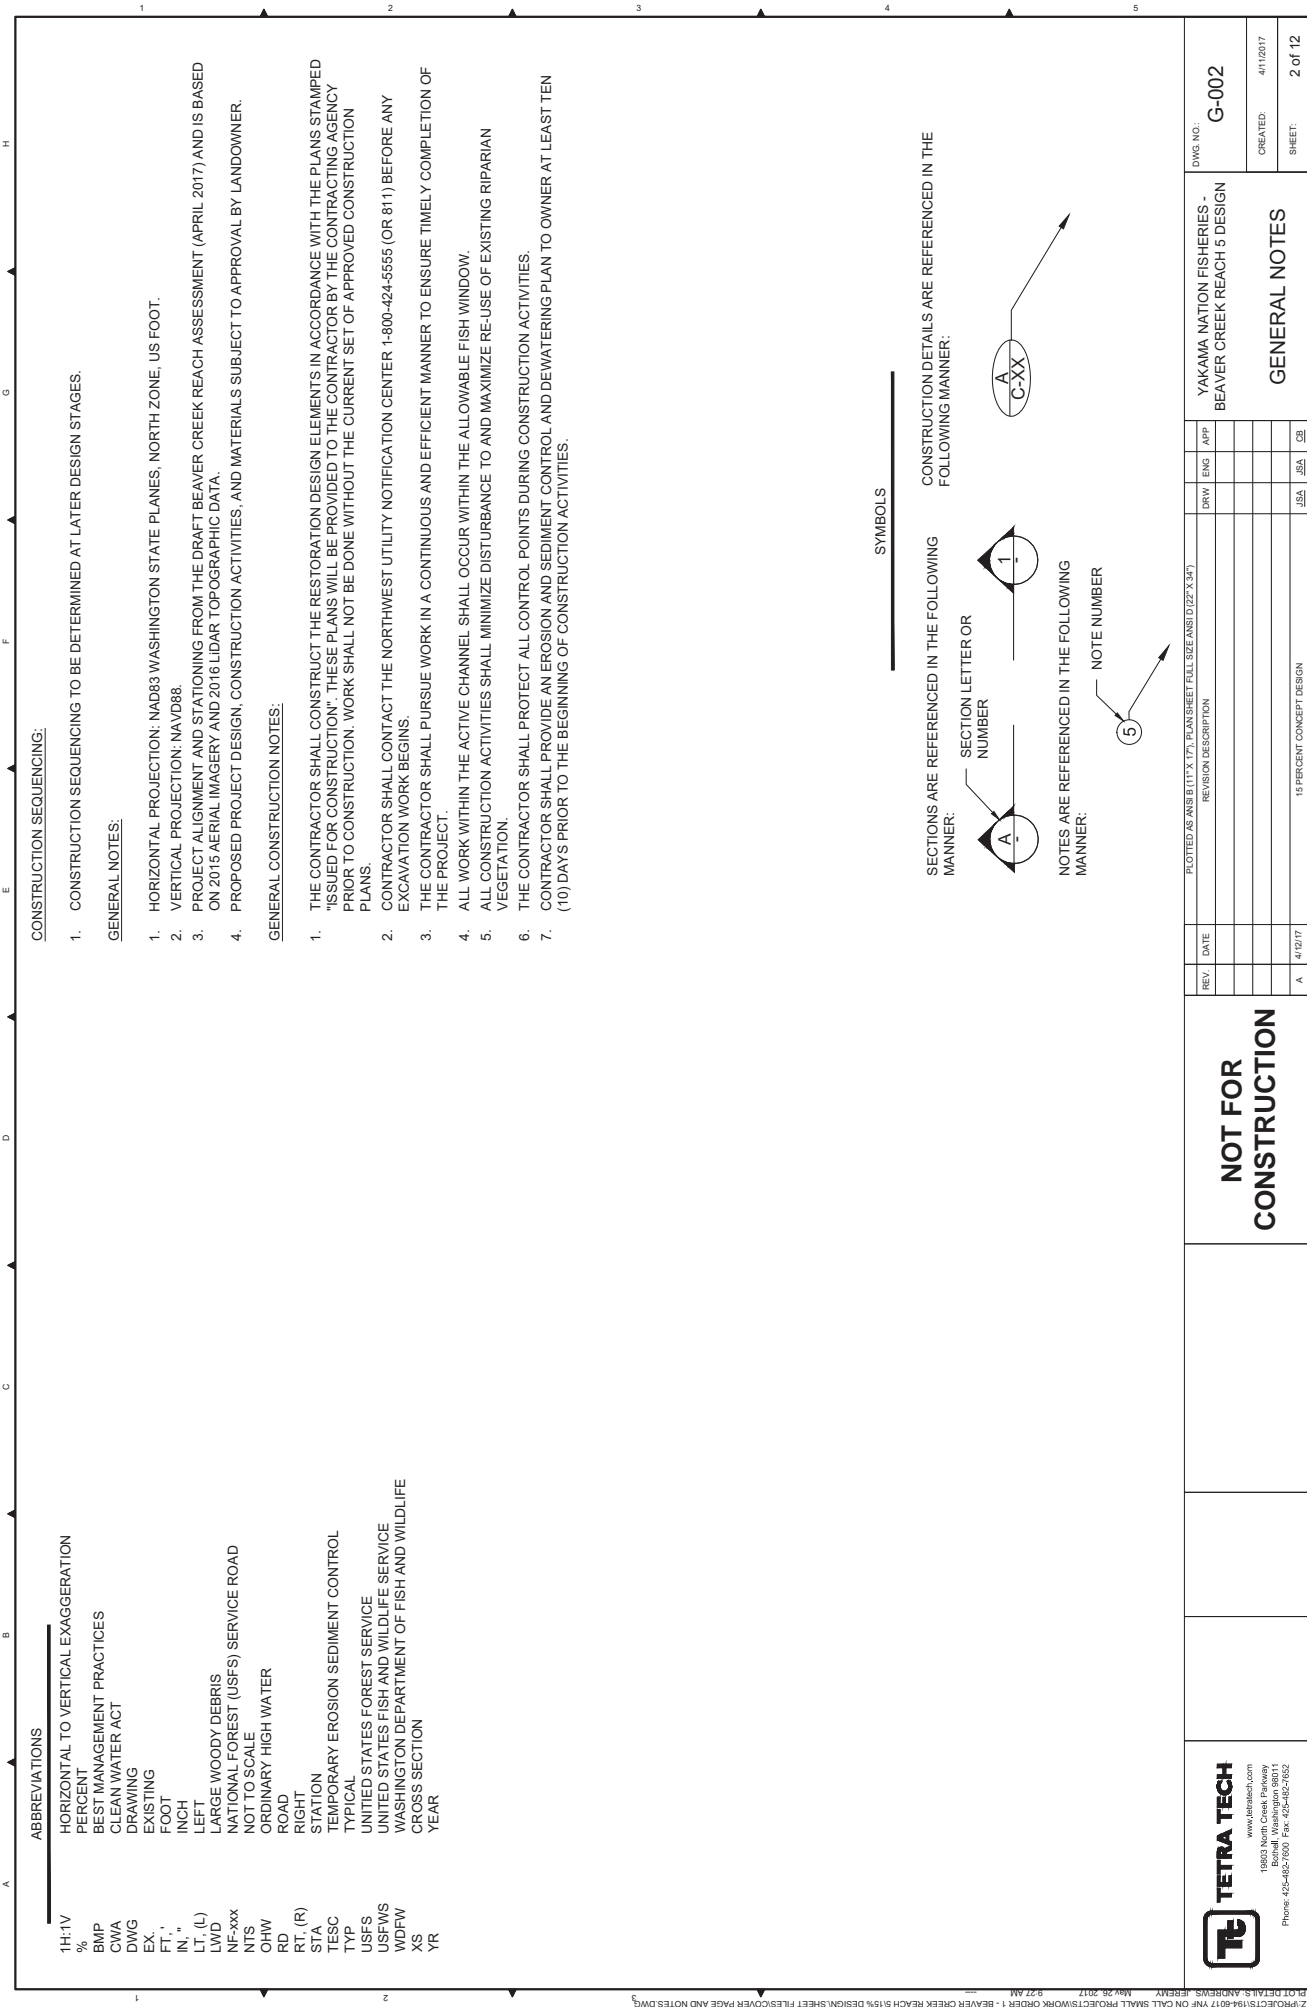 ABBREVIATIONS
1H:1V HORIZONTAL TO VERTICAL EXAGGERATION
% PERCENT
BMP BEST MANAGEMENT PRACTICES
CWA CLEAN WATER ACT
DWG DRAWING
EX. EXISTING
FT, ' FOOT
IN, " INCH
LT, (L) LEFT
LWD LARGE WOODY DEBRIS
NF-xxx NATIONAL FOREST (USFS) SERVICE ROAD
NTS NOT TO SCALE
OHW ORDINARY HIGH WATER
RD ROAD
RT, (R) RIGHT
STA STATION
TESC TEMPORARY EROSION SEDIMENT CONTROL
TYP TYPICAL
USFS UNITIED STATES FOREST SERVICE
USFWS UNITED STATES FISH AND WILDLIFE SERVICE
WDFW WASHINGTON DEPARTMENT OF FISH AND WILDLIFE
XS CROSS SECTION
YR YEAR
CONSTRUCTION SEQUENCING:
1. CONSTRUCTION SEQUENCING TO BE DETERMINED AT LATER DESIGN STAGES.
GENERAL NOTES:
1. HORIZONTAL PROJECTION: NAD83 WASHINGTON STATE PLANES, NORTH ZONE, US FOOT.
2. VERTICAL PROJECTION: NAVD88.
3. PROJECT ALIGNMENT AND STATIONING FROM THE DRAFT BEAVER CREEK REACH ASSESSMENT (APRIL 2017) AND IS BASED
ON 2015 AERIAL IMAGERY AND 2016 LiDAR TOPOGRAPHIC DATA.
4. PROPOSED PROJECT DESIGN, CONSTRUCTION ACTIVITIES, AND MATERIALS SUBJECT TO APPROVAL BY LANDOWNER.
GENERAL CONSTRUCTION NOTES:
1. THE CONTRACTOR SHALL CONSTRUCT THE RESTORATION DESIGN ELEMENTS IN ACCORDANCE WITH THE PLANS STAMPED
"ISSUED FOR CONSTRUCTION". THESE PLANS WILL BE PROVIDED TO THE CONTRACTOR BY THE CONTRACTING AGENCY
PRIOR TO CONSTRUCTION. WORK SHALL NOT BE DONE WITHOUT THE CURRENT SET OF APPROVED CONSTRUCTION
PLANS.
2. CONTRACTOR SHALL CONTACT THE NORTHWEST UTILITY NOTIFICATION CENTER 1-800-424-5555 (OR 811) BEFORE ANY
EXCAVATION WORK BEGINS.
3. THE CONTRACTOR SHALL PURSUE WORK IN A CONTINUOUS AND EFFICIENT MANNER TO ENSURE TIMELY COMPLETION OF
THE PROJECT.
4. ALL WORK WITHIN THE ACTIVE CHANNEL SHALL OCCUR WITHIN THE ALLOWABLE FISH WINDOW.
5. ALL CONSTRUCTION ACTIVITIES SHALL MINIMIZE DISTURBANCE TO AND MAXIMIZE RE-USE OF EXISTING RIPARIAN
VEGETATION.
6. THE CONTRACTOR SHALL PROTECT ALL CONTROL POINTS DURING CONSTRUCTION ACTIVITIES.
7. CONTRACTOR SHALL PROVIDE AN EROSION AND SEDIMENT CONTROL AND DEWATERING PLAN TO OWNER AT LEAST TEN
(10) DAYS PRIOR TO THE BEGINNING OF CONSTRUCTION ACTIVITIES.
SYMBOLS
SECTIONS ARE REFERENCED IN THE FOLLOWING
MANNER:
SECTION LETTER OR
NUMBER
A
-
1
-
NOTES ARE REFERENCED IN THE FOLLOWING
MANNER:
NOTE NUMBER
5
CONSTRUCTION DETAILS ARE REFERENCED IN THE
FOLLOWING MANNER:
A
C-XX
TETRA TECH
www.tetratech.com
19803 North Creek Parkway
Bothell, Washington 98011
Phone: 425-482-7600 Fax: 425-482-7652
NOT FOR
CONSTRUCTION
PLOTTED AS ANSI B (11" X 17"), PLAN SHEET FULL SIZE ANSI D (22" X 34")
REV. DATE REVISION DESCRIPTION DRW ENG APP
A 4/12/17 15 PERCENT CONCEPT DESIGN JSA JSA CB
YAKAMA NATION FISHERIES -
BEAVER CREEK REACH 5 DESIGN
GENERAL NOTES
DWG. NO.:
G-002
CREATED: 4/11/2017
SHEET: 2 of 12
A B C D E F G H
1 2 3 4 5
1 2 3
PLOT DETAILS: ANDREWS, JEREMY May 26, 2017 9:27 AM